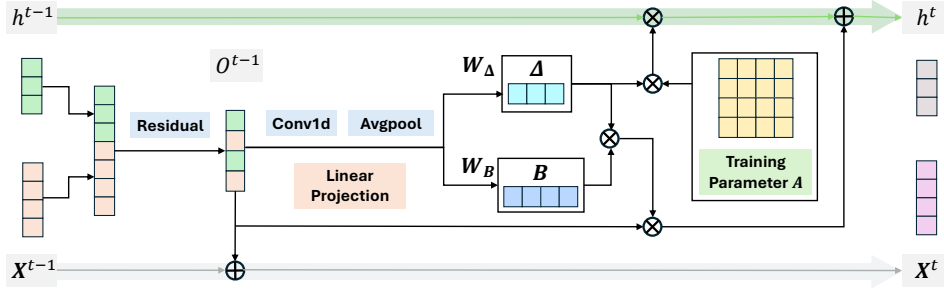 h^{t-1}
h^t
O^{t-1}
W_Δ
Δ
Residual
Conv1d
Avgpool
Linear
Projection
W_B
B
Training
Parameter A
X^{t-1}
X^t